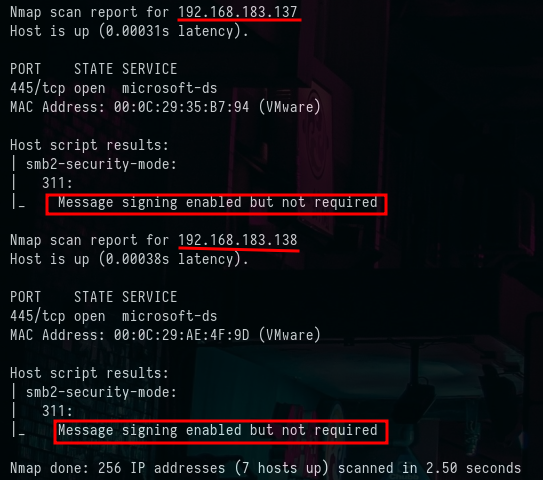 Nmap scan report for 192.168.183.137
Host is up (0.00031s latency).
PORT    STATE SERVICE
445/tcp open  microsoft-ds
MAC Address: 00:0C:29:35:B7:94 (VMware)
Host script results:
| smb2-security-mode:
|   311:
|_    Message signing enabled but not required
Nmap scan report for 192.168.183.138
Host is up (0.00038s latency).
PORT    STATE SERVICE
445/tcp open  microsoft-ds
MAC Address: 00:0C:29:AE:4F:9D (VMware)
Host script results:
| smb2-security-mode:
|   311:
|_    Message signing enabled but not required
Nmap done: 256 IP addresses (7 hosts up) scanned in 2.50 seconds